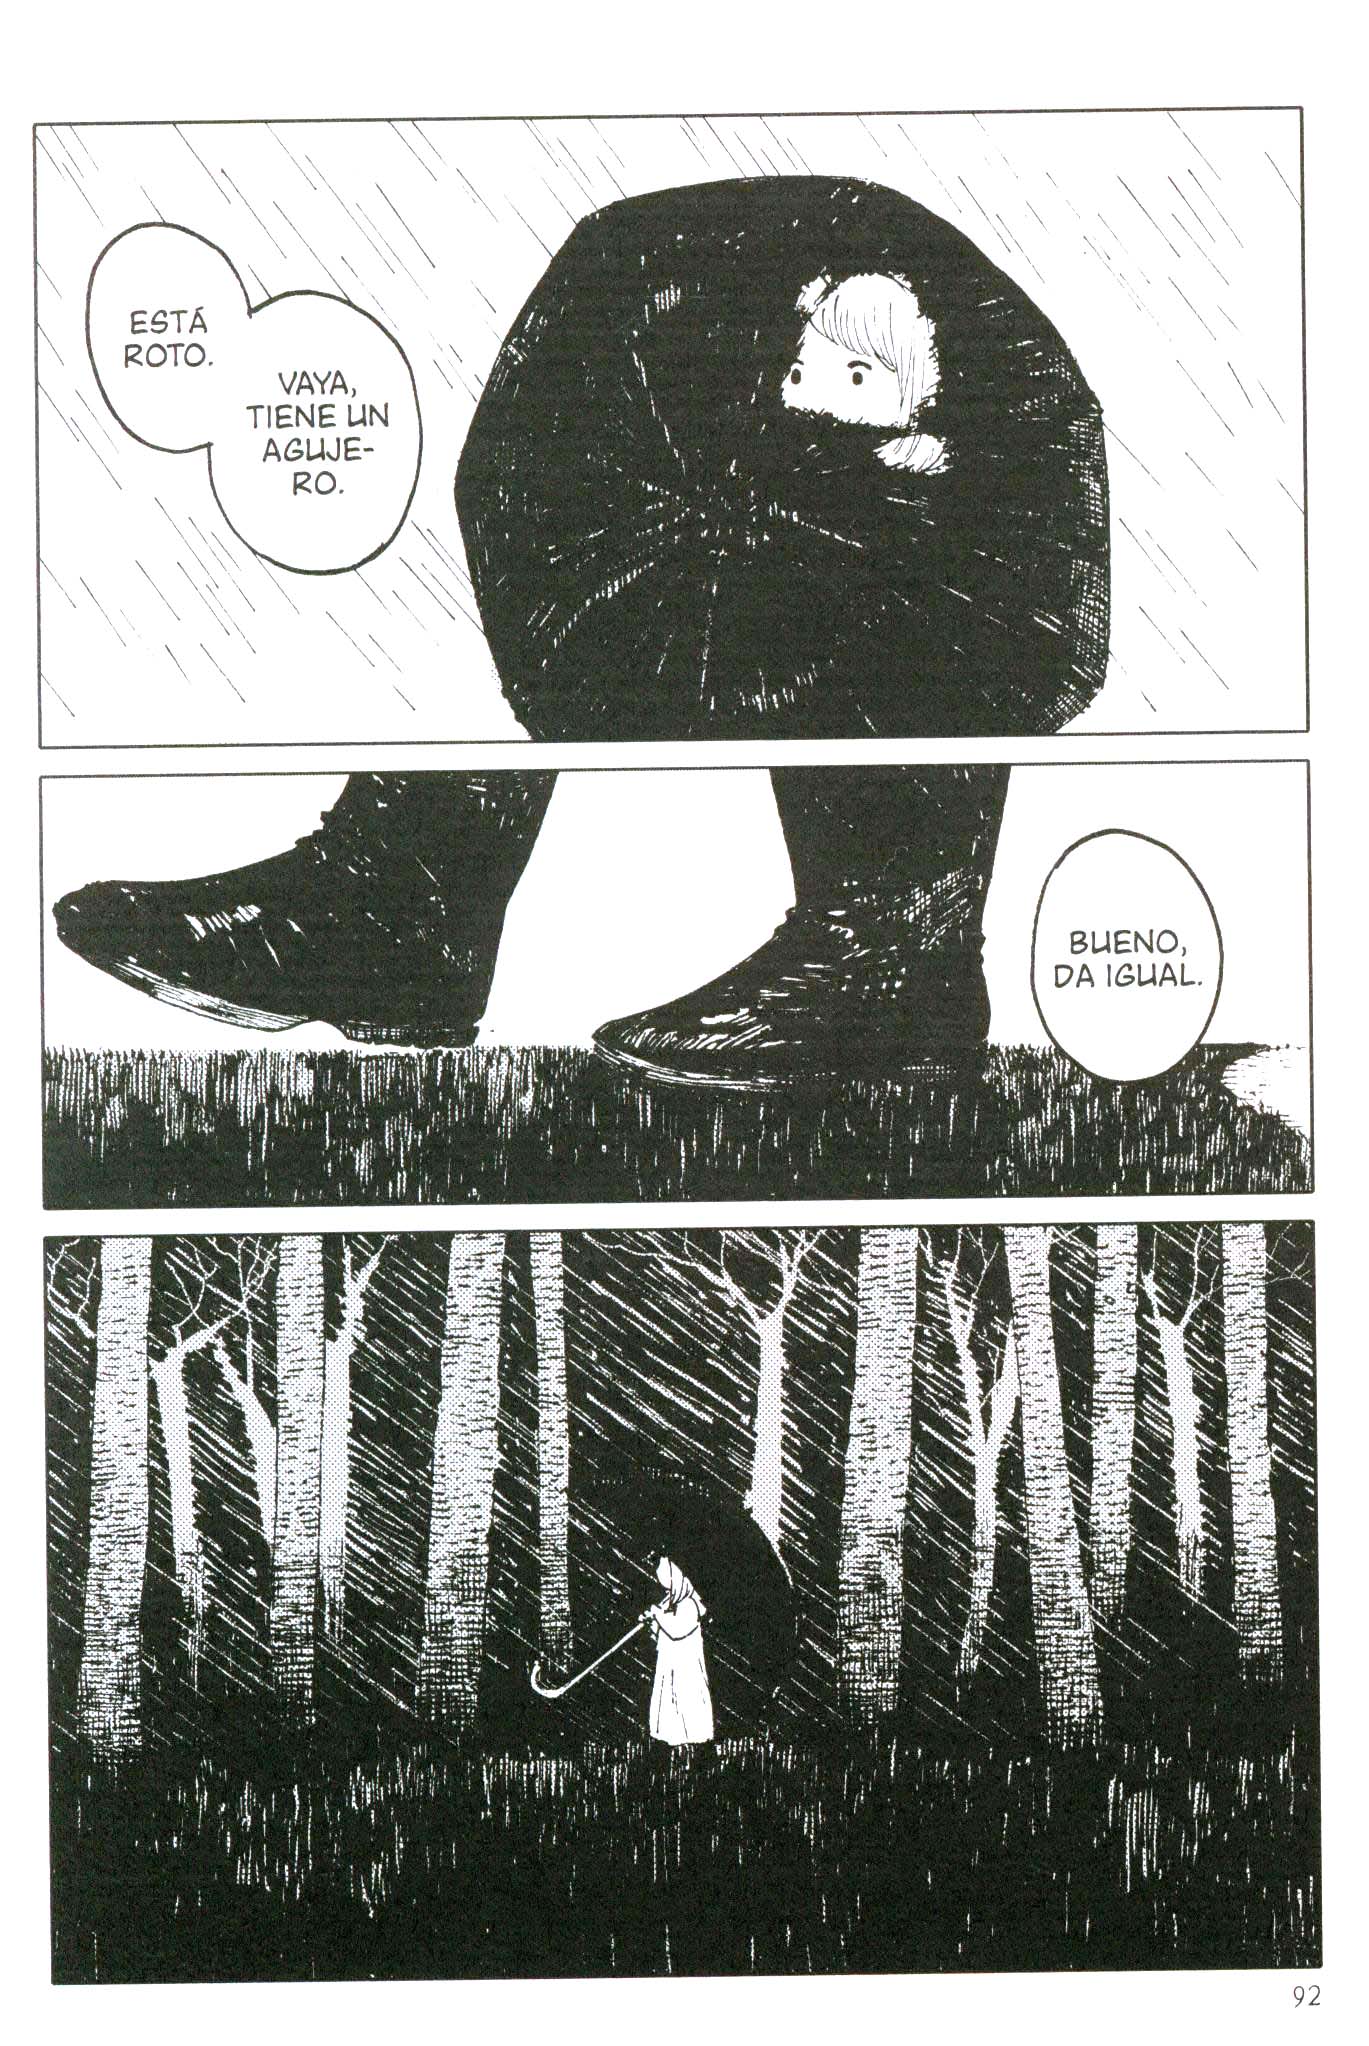 ESTÁ
ROTO.
VAYA,
TIENE UN
AGUJE-
RO.
BUENO,
DA IGUAL.
92